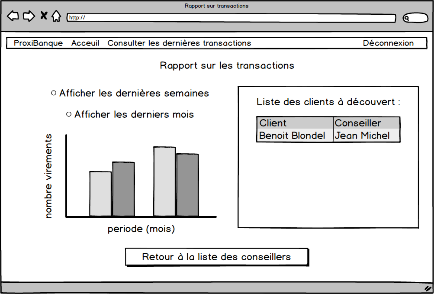 Rapport sur transactions
http://
ProxiBanque Acceuil Consulter les dernières transactions Déconnexion
Rapport sur les transactions
Afficher les dernières semaines
Afficher les derniers mois
nombre virements
periode (mois)
Liste des clients à découvert :
Client Conseiller
Benoit Blondel Jean Michel
Retour à la liste des conseillers